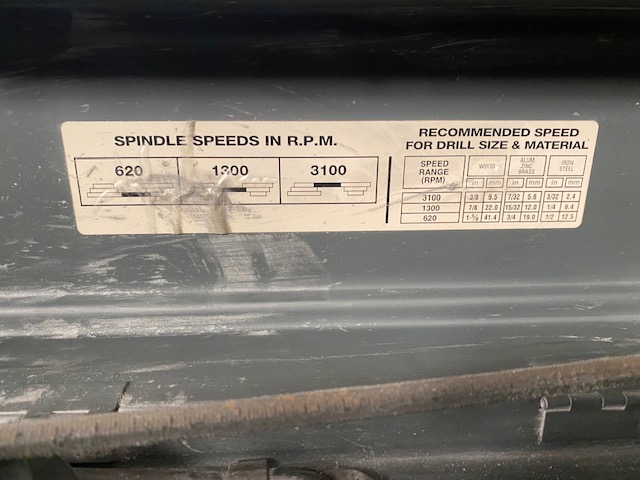 SPINDLE SPEEDS IN R.P.M.
620 1300 3100
RECOMMENDED SPEED
FOR DRILL SIZE & MATERIAL
SPEED RANGE (RPM) WOOD ALUM. ZINC BRASS IRON STEEL
in mm in mm in mm
3100 3/8 9.5 7/32 5.6 3/32 2.4
1300 7/8 22.0 15/32 12.0 1/4 6.4
620 1-5/8 41.4 3/4 19.0 1/2 12.5